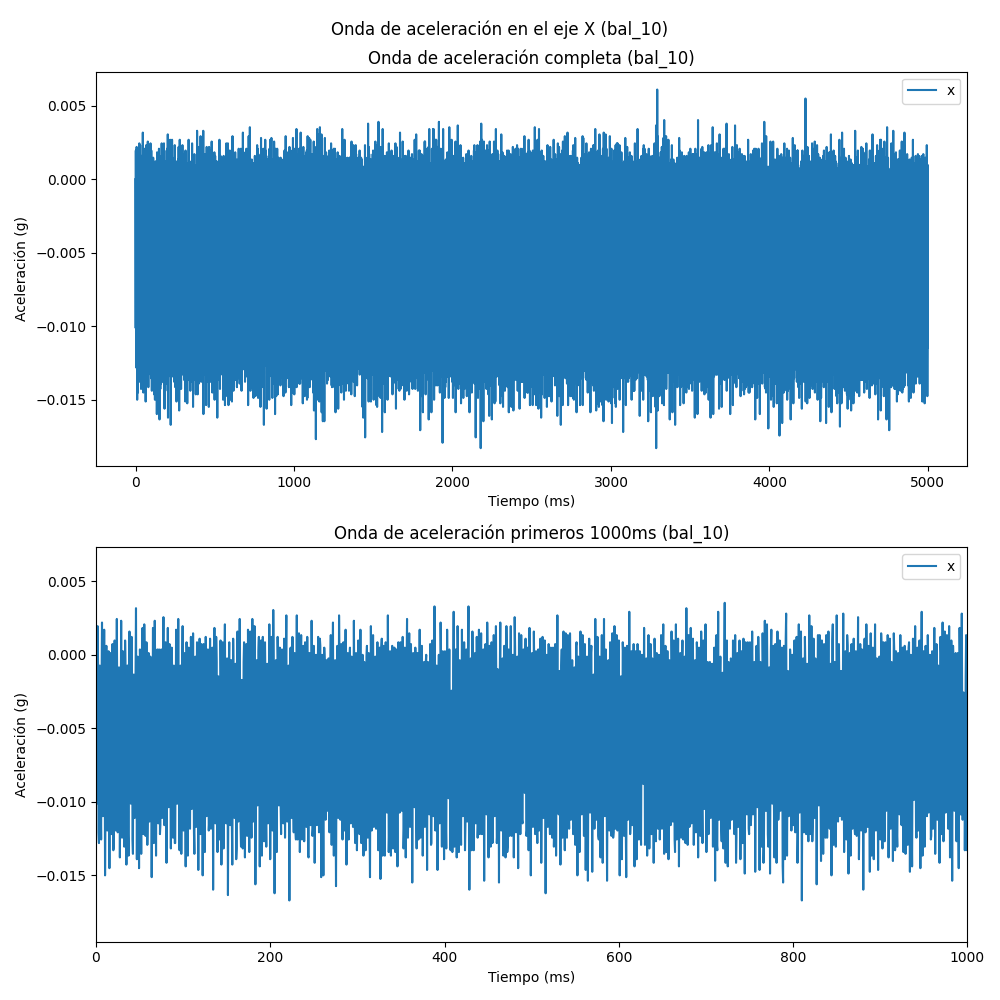 Onda de aceleración en el eje X (bal_10)
Onda de aceleración completa (bal_10)
x
0.005
0.000
−0.005
−0.010
−0.015
Aceleración (g)
0 1000 2000 3000 4000 5000
Tiempo (ms)
Onda de aceleración primeros 1000ms (bal_10)
x
0.005
0.000
−0.005
−0.010
−0.015
Aceleración (g)
0 200 400 600 800 1000
Tiempo (ms)